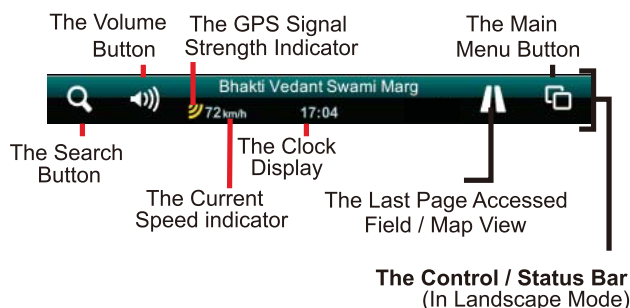 The Volume
Button
The GPS Signal
Strength Indicator
The Main
Menu Button
Bhakti Vedant Swami Marg
72 km/h
17:04
The Search
Button
The Clock
Display
The Current
Speed indicator
The Last Page Accessed
Field / Map View
The Control / Status Bar
(In Landscape Mode)